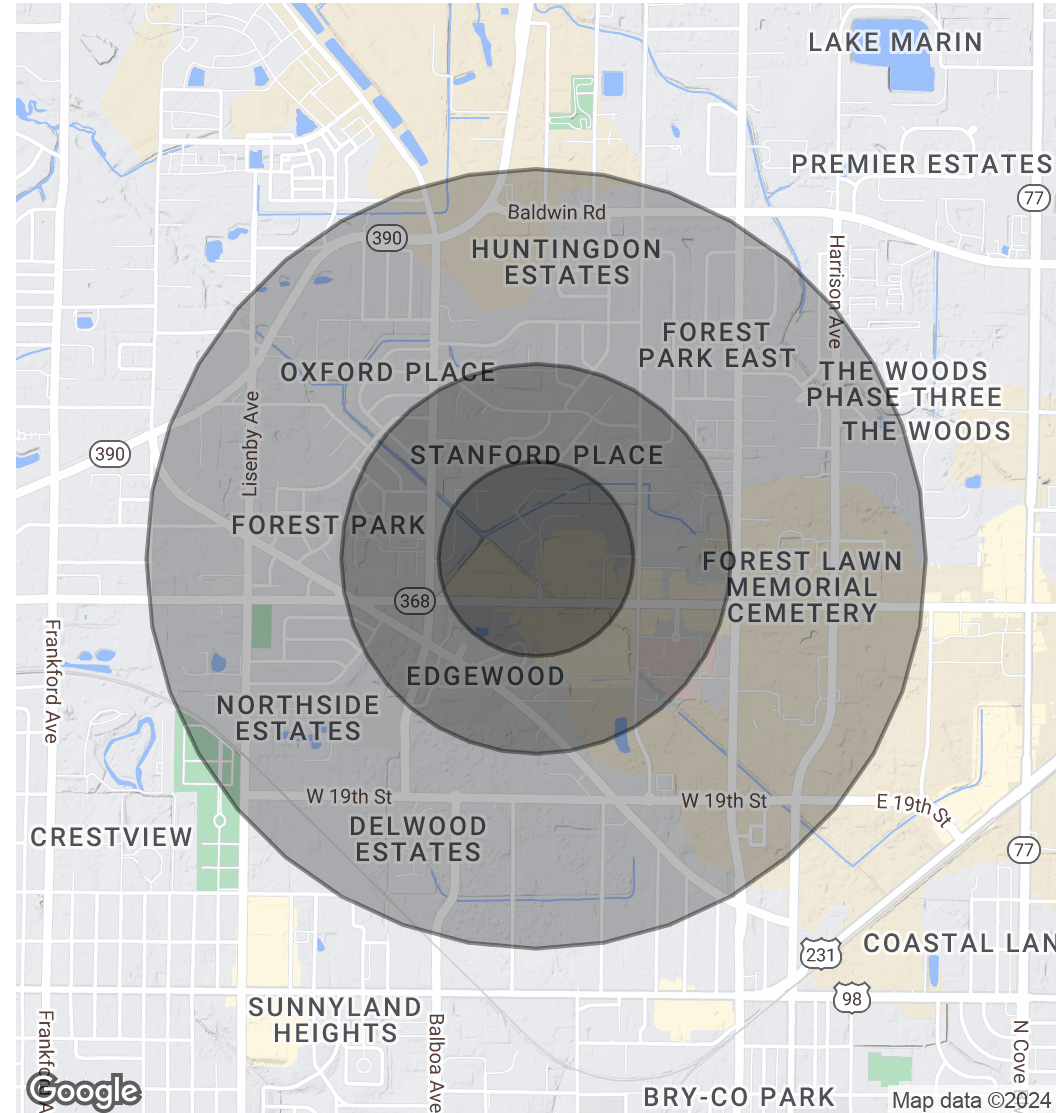 LAKE MARIN
PREMIER ESTATES
77
Baldwin Rd
390
HUNTINGDON
ESTATES
Harrison Ave
FOREST
PARK EAST
OXFORD PLACE
THE WOODS
PHASE THREE
THE WOODS
Lisenby Ave
390
STANFORD PLACE
FOREST PARK
FOREST LAWN
MEMORIAL
CEMETERY
368
Frankford Ave
EDGEWOOD
NORTHSIDE
ESTATES
W 19th St
W 19th St
E 19th St
CRESTVIEW
DELWOOD
ESTATES
77
COASTAL LAN
231
98
SUNNYLAND
HEIGHTS
Frankford A
Balboa Ave
N Cove
BRY-CO PARK
Google
Map data ©2024